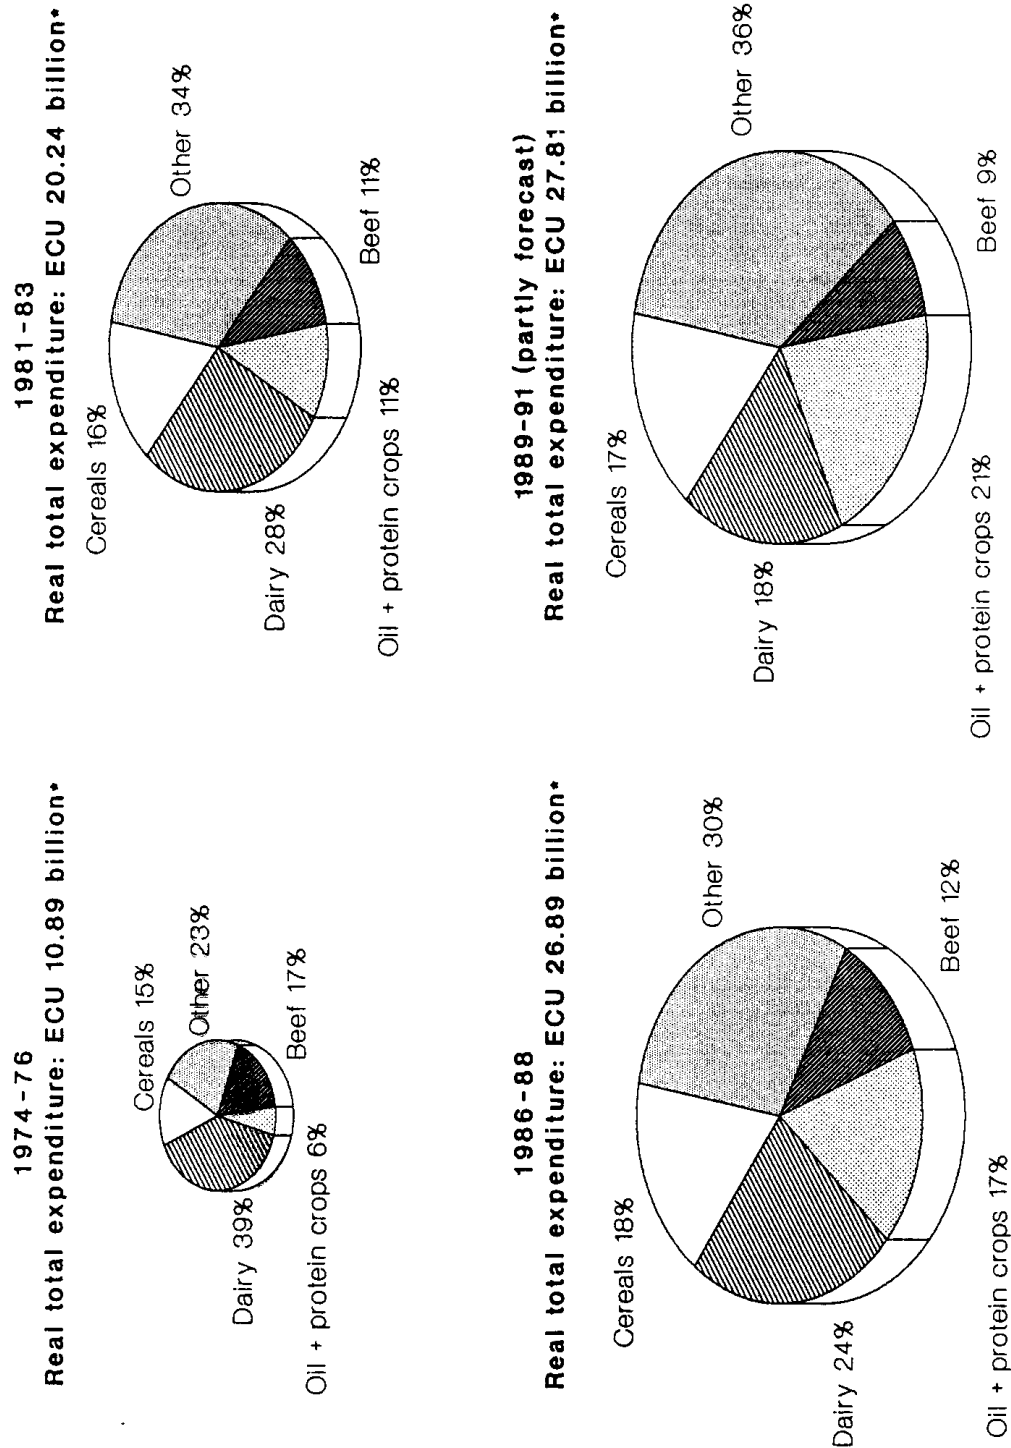 1974-76
Real total expenditure: ECU 10.89 billion*
Cereals 15%
Other 23%
Dairy 39%
Beef 17%
Oil + protein crops 6%
1981-83
Real total expenditure: ECU 20.24 billion*
Cereals 16%
Other 34%
Dairy 28%
Beef 11%
Oil + protein crops 11%
1986-88
Real total expenditure: ECU 26.89 billion*
Cereals 18%
Other 30%
Dairy 24%
Beef 12%
Oil + protein crops 17%
1989-91 (partly forecast)
Real total expenditure: ECU 27.81 billion*
Cereals 17%
Other 36%
Dairy 18%
Beef 9%
Oil + protein crops 21%